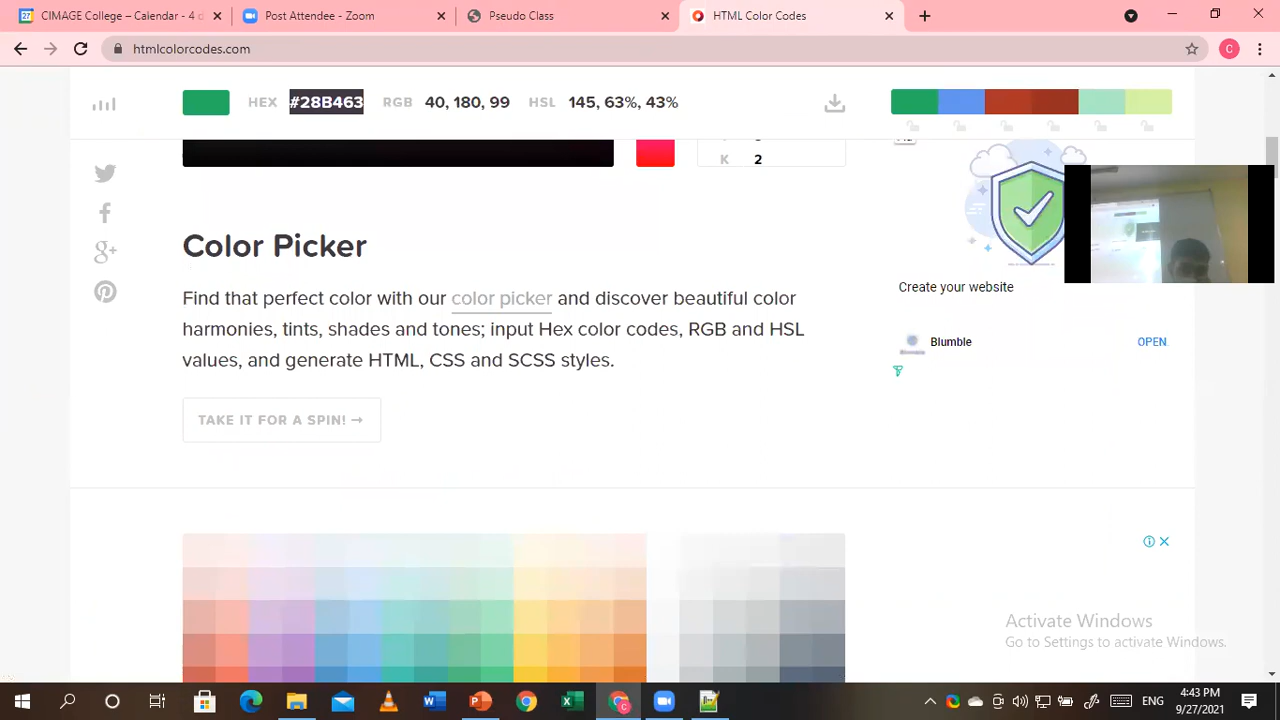 CIMAGE College – Calendar - 4 d
Post Attendee - Zoom
Pseudo Class
HTML Color Codes
htmlcolorcodes.com
C
HEX #28B463 RGB 40, 180, 99 HSL 145, 63%, 43%
K 2
Color Picker
Find that perfect color with our color picker and discover beautiful color
harmonies, tints, shades and tones; input Hex color codes, RGB and HSL
values, and generate HTML, CSS and SCSS styles.
TAKE IT FOR A SPIN! →
Create your website
Blumble OPEN
Activate Windows
Go to Settings to activate Windows.
ENG
4:43 PM
9/27/2021